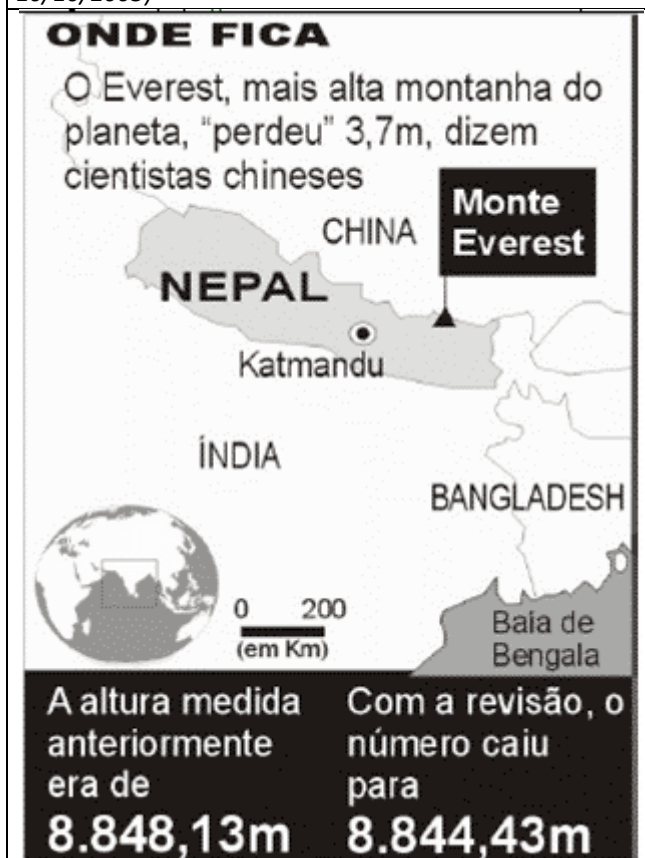 ONDE FICA
O Everest, mais alta montanha do
planeta, “perdeu” 3,7m, dizem
cientistas chineses
Monte
Everest
CHINA
NEPAL
Katmandu
ÍNDIA
BANGLADESH
0 200
(em Km)
Baía de
Bengala
A altura medida
anteriormente
era de
8.848,13m
Com a revisão, o
número caiu
para
8.844,43m